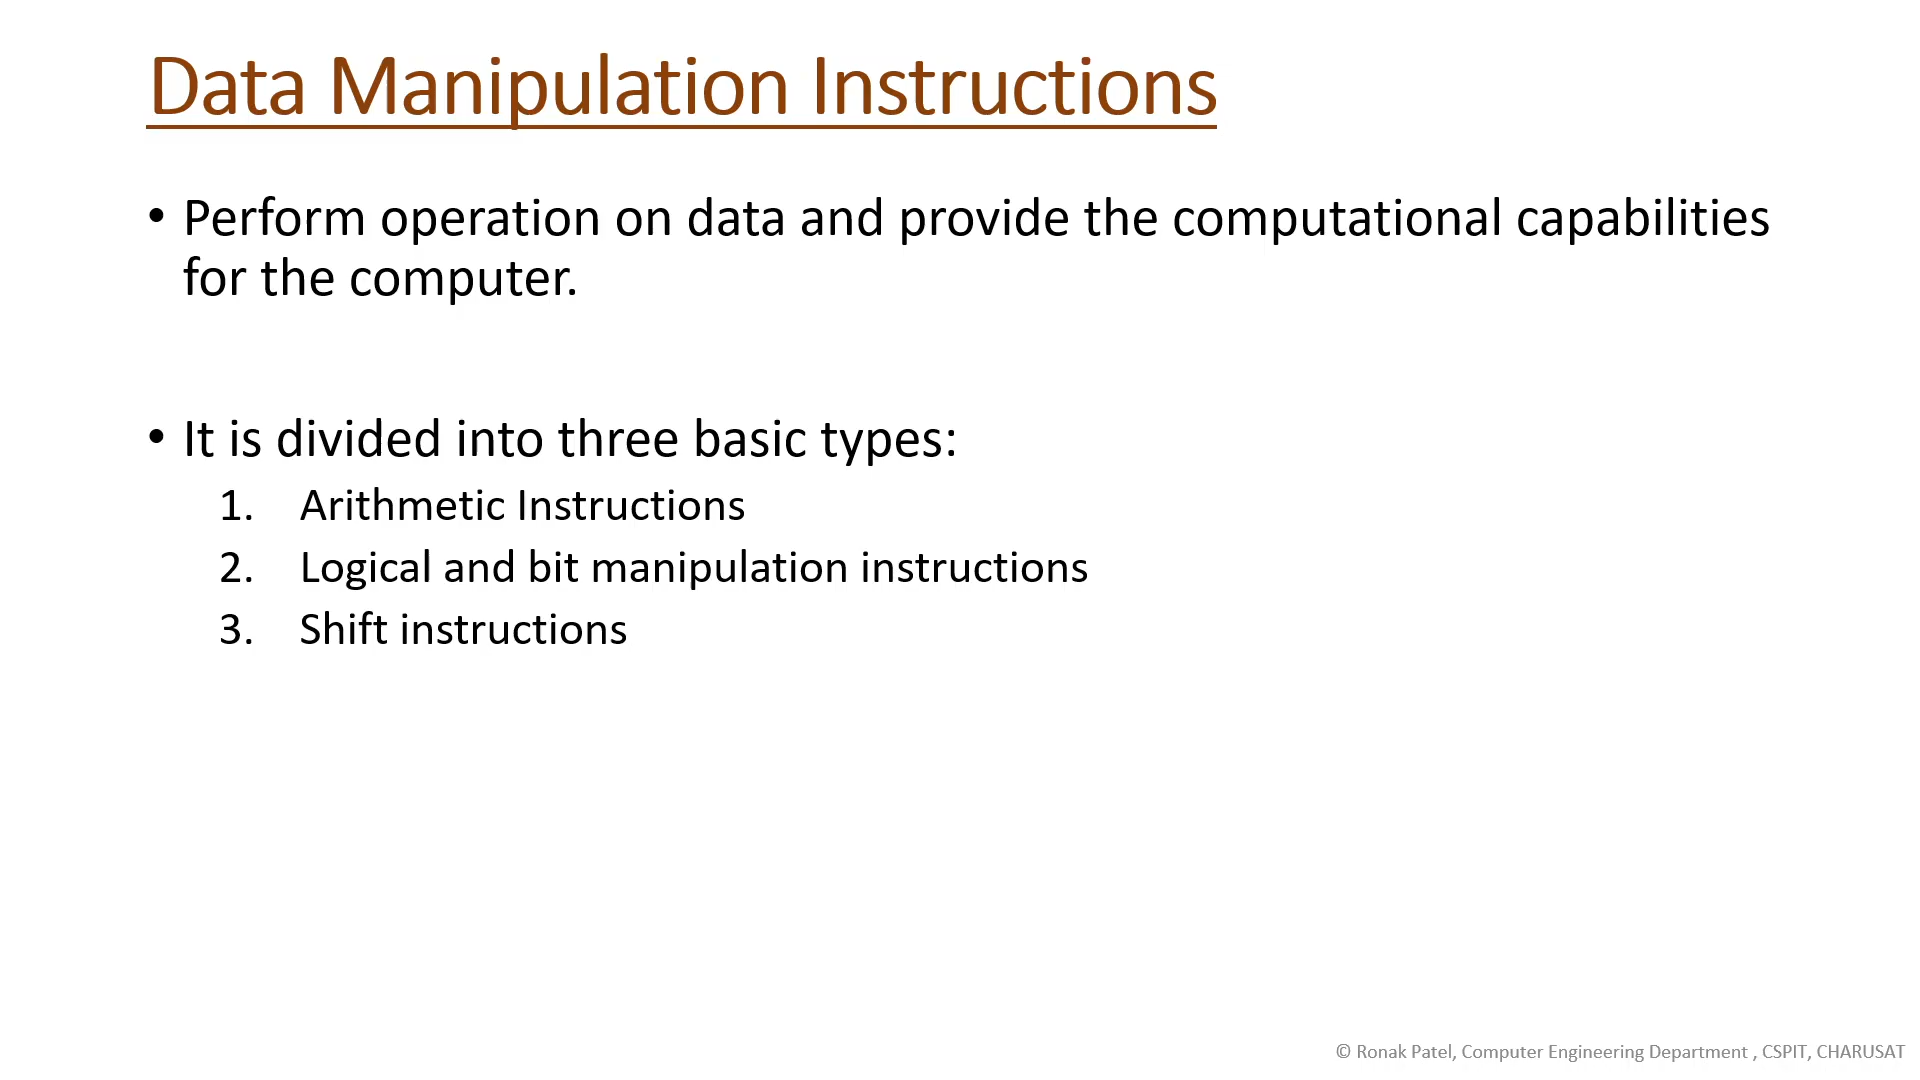 Data Manipulation Instructions
• Perform operation on data and provide the computational capabilities
for the computer.
• It is divided into three basic types:
1. Arithmetic Instructions
2. Logical and bit manipulation instructions
3. Shift instructions
© Ronak Patel, Computer Engineering Department , CSPIT, CHARUSAT